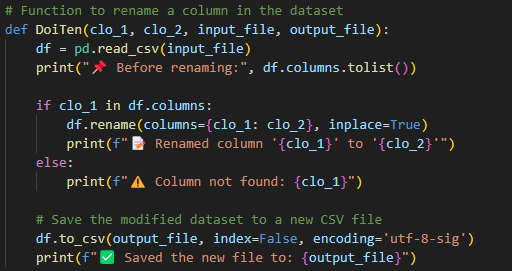 # Function to rename a column in the dataset
def DoiTen(clo_1, clo_2, input_file, output_file):
    df = pd.read_csv(input_file)
    print("📌 Before renaming:", df.columns.tolist())

    if clo_1 in df.columns:
        df.rename(columns={clo_1: clo_2}, inplace=True)
        print(f"📝 Renamed column '{clo_1}' to '{clo_2}'")
    else:
        print(f"⚠️ Column not found: {clo_1}")

    # Save the modified dataset to a new CSV file
    df.to_csv(output_file, index=False, encoding='utf-8-sig')
    print(f"✅ Saved the new file to: {output_file}")